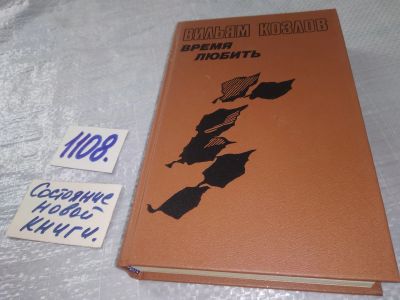 ВИЛЬЯМ КОЗЛОВ
ВРЕМЯ
ЛЮБИТЬ
1108.
Состояние
новой
книги.